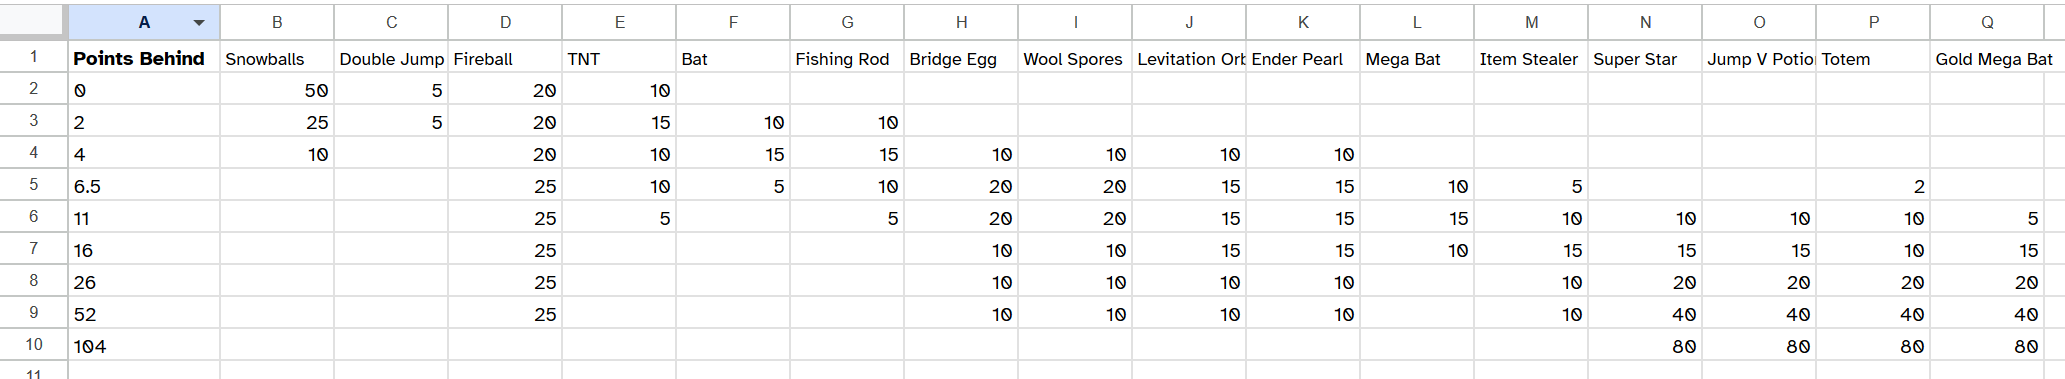 A B C D E F G H I J K L M N O P Q
1 Points Behind Snowballs Double Jump Fireball TNT Bat Fishing Rod Bridge Egg Wool Spores Levitation Orb Ender Pearl Mega Bat Item Stealer Super Star Jump V Potio Totem Gold Mega Bat
2 0 50 5 20 10
3 2 25 5 20 15 10 10
4 4 10 20 10 15 15 10 10 10 10
5 6.5 25 10 5 10 20 20 15 15 10 5 2
6 11 25 5 5 20 20 15 15 15 10 10 10 10 5
7 16 25 10 10 15 15 10 15 15 15 10 15
8 26 25 10 10 10 10 10 20 20 20 20
9 52 25 10 10 10 10 10 40 40 40 40
10 104 80 80 80 80
11